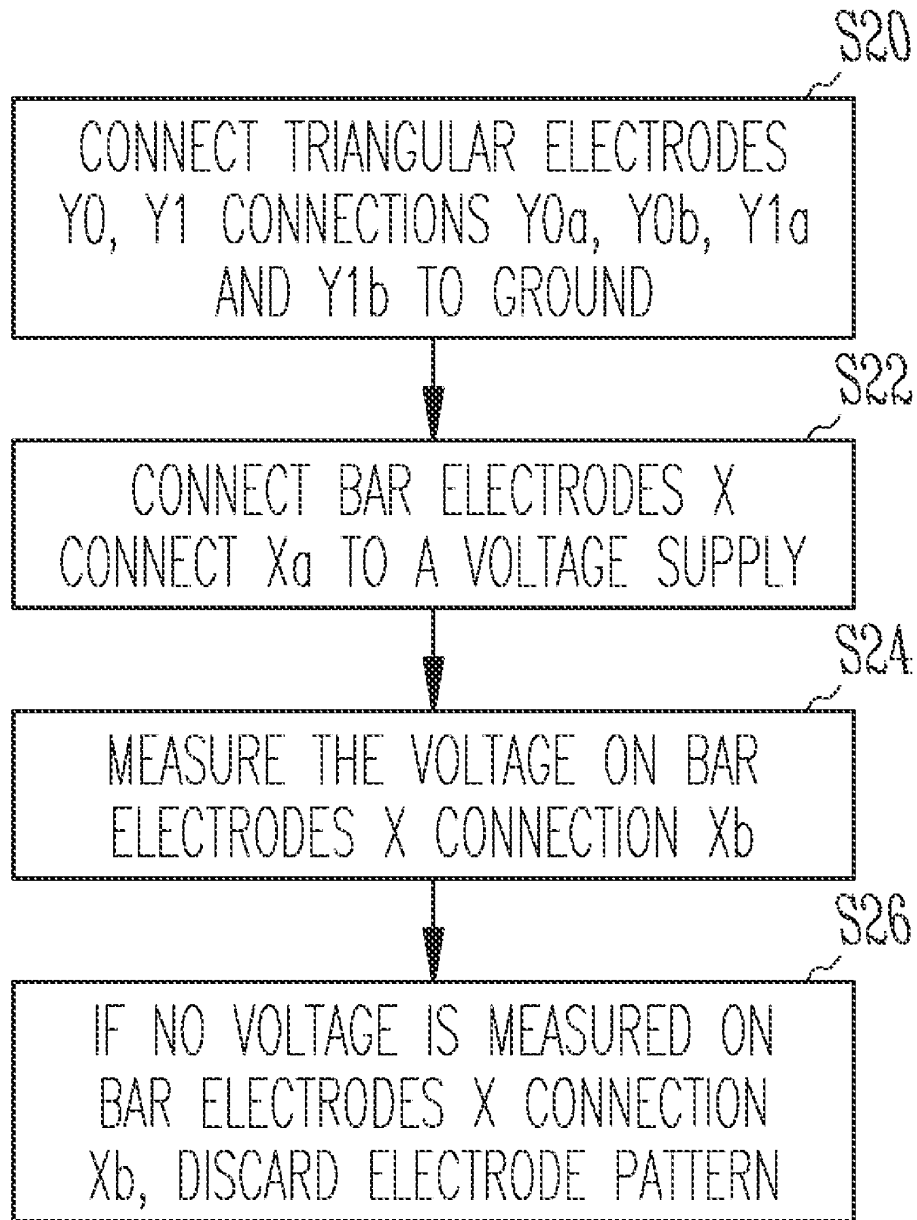 S20
CONNECT TRIANGULAR ELECTRODES
Y0, Y1 CONNECTIONS Y0a, Y0b, Y1a
AND Y1b TO GROUND
S22
CONNECT BAR ELECTRODES X
CONNECT Xa TO A VOLTAGE SUPPLY
S24
MEASURE THE VOLTAGE ON BAR
ELECTRODES X CONNECTION Xb
S26
IF NO VOLTAGE IS MEASURED ON
BAR ELECTRODES X CONNECTION
Xb, DISCARD ELECTRODE PATTERN